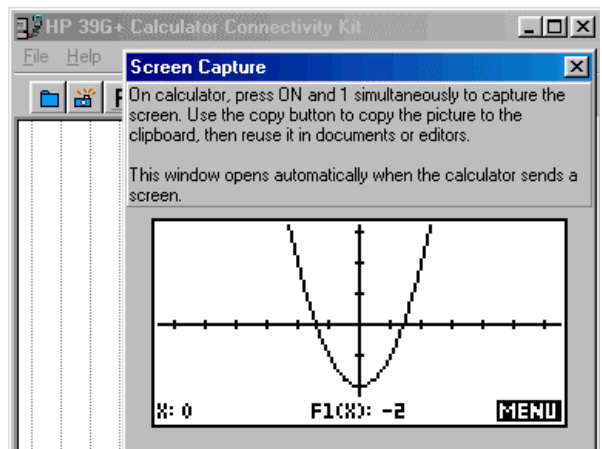 HP 39G+ Calculator Connectivity Kit
File Help
Screen Capture
On calculator, press ON and 1 simultaneously to capture the
screen. Use the copy button to copy the picture to the
clipboard, then reuse it in documents or editors.
This window opens automatically when the calculator sends a
screen.
X: 0 F1(X): -2 MENU